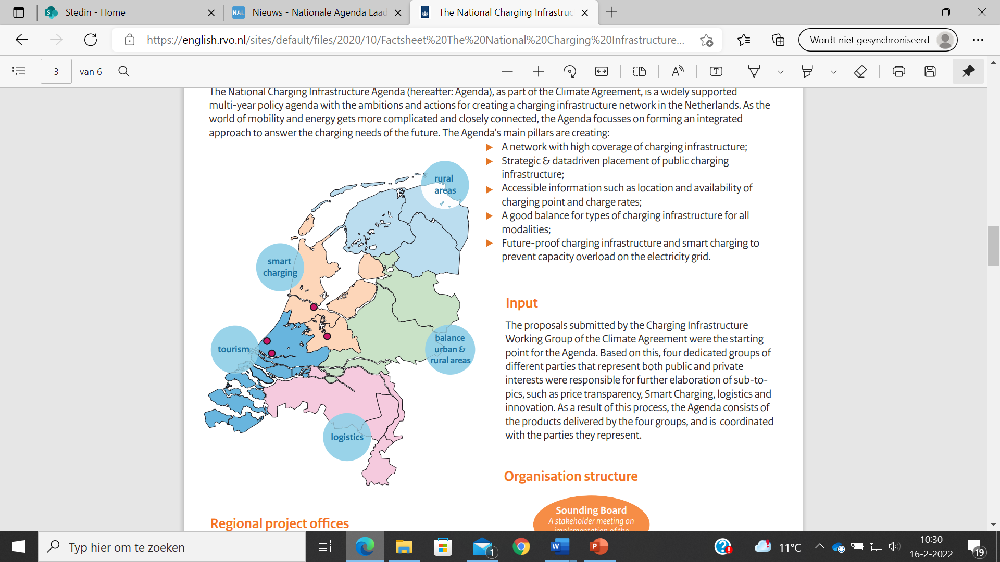 Stedin - Home
Nieuws - Nationale Agenda Laad
The National Charging Infrastruc
https://english.rvo.nl/sites/default/files/2020/10/Factsheet%20The%20National%20Charging%20Infrastructure...
Wordt niet gesynchroniseerd
3 van 6
The National Charging Infrastructure Agenda (hereafter: Agenda), as part of the Climate Agreement, is a widely supported
multi-year policy agenda with the ambitions and actions for creating a charging infrastructure network in the Netherlands. As the
world of mobility and energy gets more complicated and closely connected, the Agenda focusses on forming an integrated
approach to answer the charging needs of the future. The Agenda's main pillars are creating:
A network with high coverage of charging infrastructure;
Strategic & datadriven placement of public charging
infrastructure;
Accessible information such as location and availability of
charging point and charge rates;
A good balance for types of charging infrastructure for all
modalities;
Future-proof charging infrastructure and smart charging to
prevent capacity overload on the electricity grid.
rural
areas
smart
charging
tourism
balance
urban &
rural areas
logistics
Input
The proposals submitted by the Charging Infrastructure
Working Group of the Climate Agreement were the starting
point for the Agenda. Based on this, four dedicated groups of
different parties that represent both public and private
interests were responsible for further elaboration of sub-to-
pics, such as price transparency, Smart Charging, logistics and
innovation. As a result of this process, the Agenda consists of
the products delivered by the four groups, and is coordinated
with the parties they represent.
Organisation structure
Sounding Board
A stakeholder meeting on
implementation of the
Regional project offices
Typ hier om te zoeken
1
11°C
10:30
16-2-2022
19